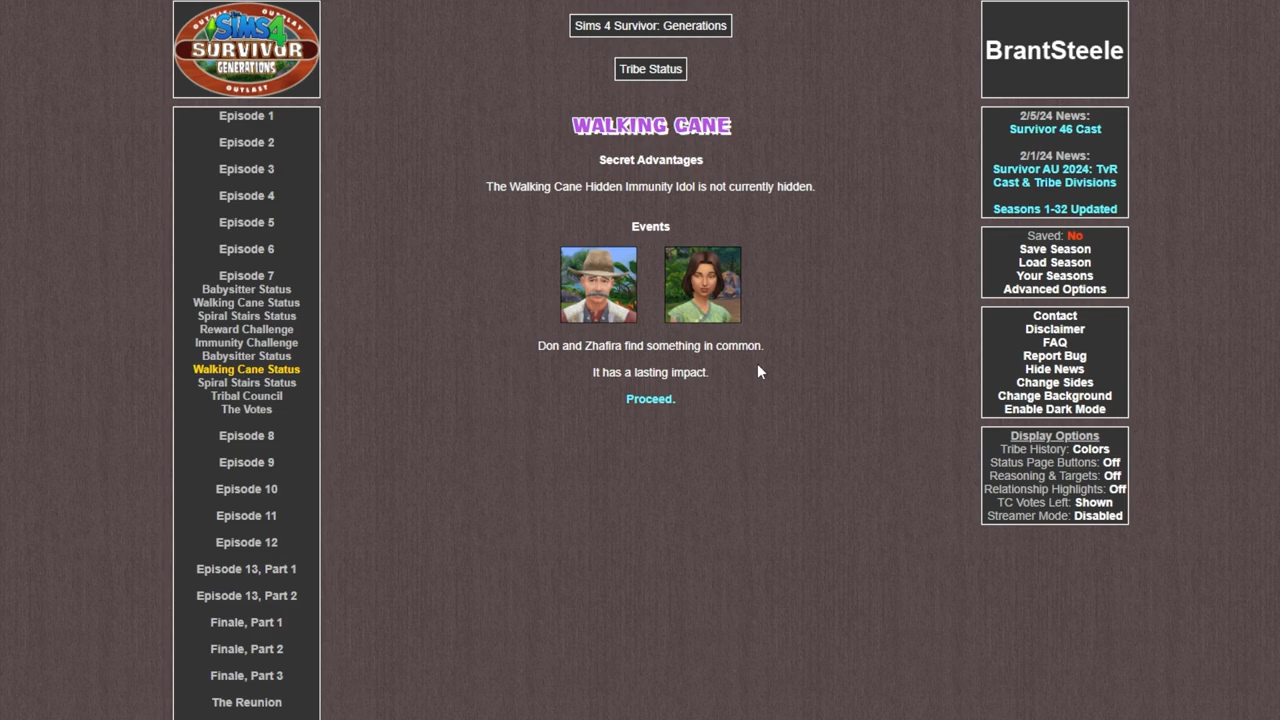 OUTWIT OUTPLAY
The SIMS 4
SURVIVOR
GENERATIONS
OUTLAST
Episode 1
Episode 2
Episode 3
Episode 4
Episode 5
Episode 6
Episode 7
Babysitter Status
Walking Cane Status
Spiral Stairs Status
Reward Challenge
Immunity Challenge
Babysitter Status
Walking Cane Status
Spiral Stairs Status
Tribal Council
The Votes
Episode 8
Episode 9
Episode 10
Episode 11
Episode 12
Episode 13, Part 1
Episode 13, Part 2
Finale, Part 1
Finale, Part 2
Finale, Part 3
The Reunion
Sims 4 Survivor: Generations
Tribe Status
WALKING CANE
Secret Advantages
The Walking Cane Hidden Immunity Idol is not currently hidden.
Events
Don and Zhafira find something in common.
It has a lasting impact.
Proceed.
BrantSteele
2/5/24 News:
Survivor 46 Cast
2/1/24 News:
Survivor AU 2024: TvR
Cast & Tribe Divisions
Seasons 1-32 Updated
Saved: No
Save Season
Load Season
Your Seasons
Advanced Options
Contact
Disclaimer
FAQ
Report Bug
Hide News
Change Sides
Change Background
Enable Dark Mode
Display Options
Tribe History: Colors
Status Page Buttons: Off
Reasoning & Targets: Off
Relationship Highlights: Off
TC Votes Left: Shown
Streamer Mode: Disabled